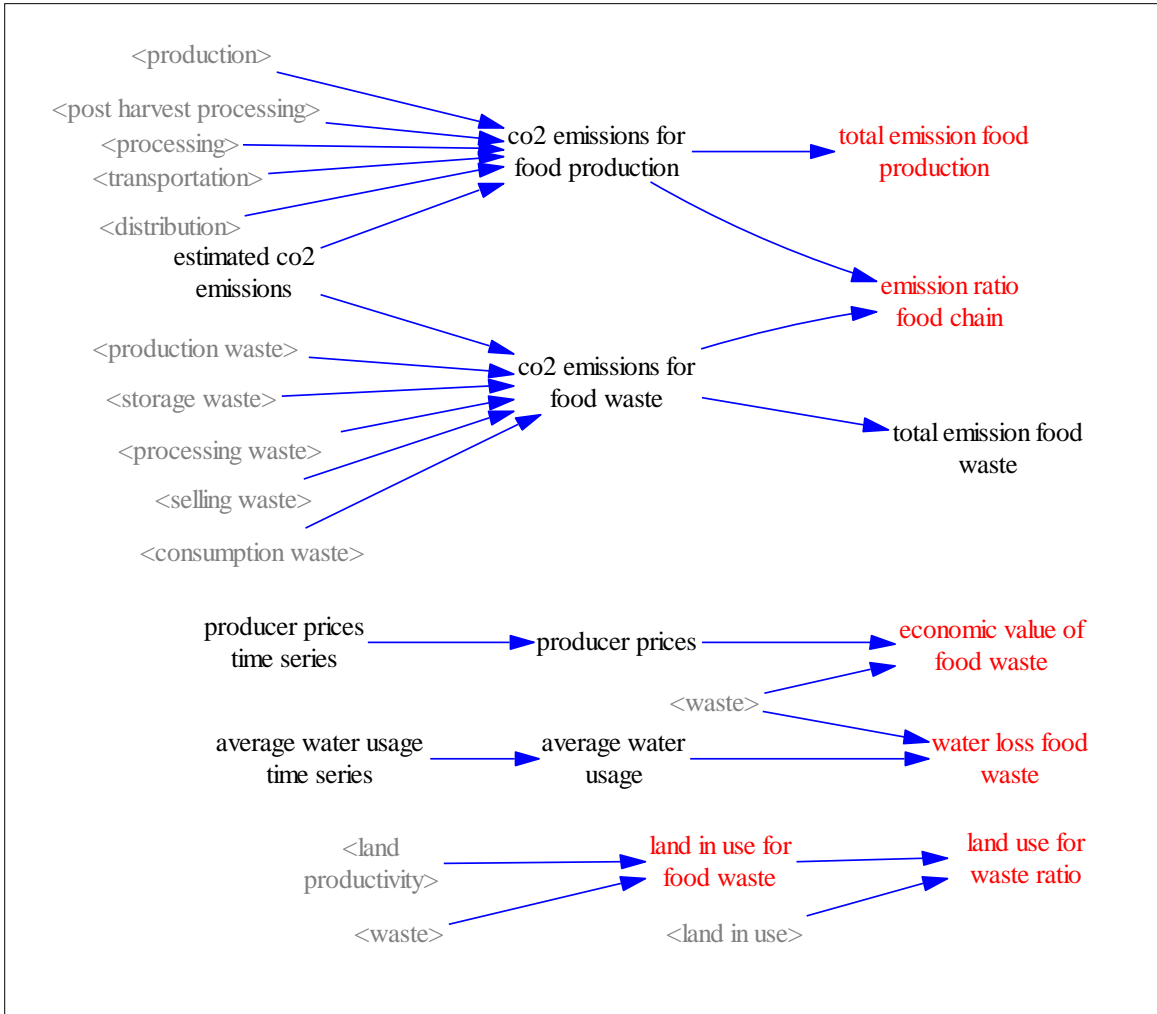 <production>
<post harvest processing>
<processing>
<transportation>
<distribution>
estimated co2
emissions
<production waste>
<storage waste>
<processing waste>
<selling waste>
<consumption waste>
co2 emissions for
food production
co2 emissions for
food waste
total emission food
production
emission ratio
food chain
total emission food
waste
producer prices
time series
producer prices
economic value of
food waste
<waste>
average water usage
time series
average water
usage
water loss food
waste
<land
productivity>
<waste>
land in use for
food waste
<land in use>
land use for
waste ratio